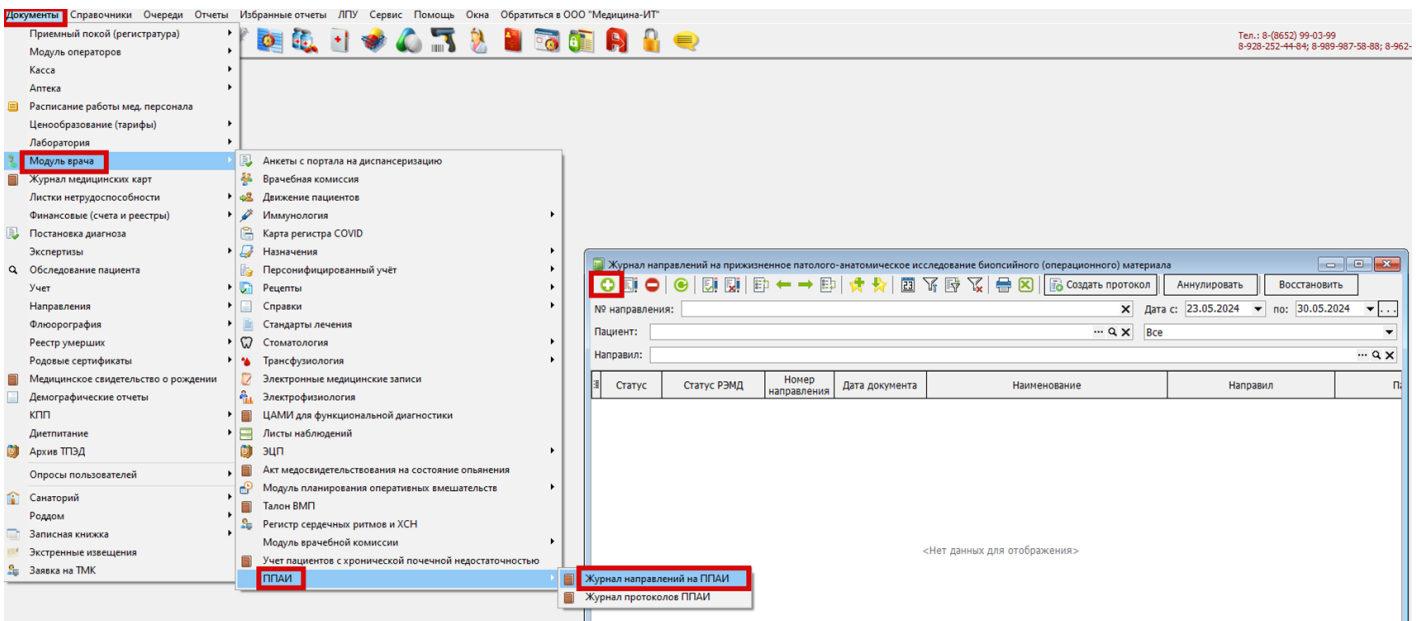 Документы Справочники Очереди Отчеты Избранные отчеты ЛПУ Сервис Помощь Окна Обратиться в ООО "Медицина-ИТ"
Тел.: 8-(8652) 99-03-99
8-928-252-44-84; 8-989-987-58-88; 8-962-
Приемный покой (регистратура)
Модуль операторов
Касса
Аптека
Расписание работы мед. персонала
Ценообразование (тарифы)
Лаборатория
Модуль врача
Журнал медицинских карт
Листки нетрудоспособности
Финансовые (счета и реестры)
Постановка диагноза
Экспертизы
Обследование пациента
Учет
Направления
Флюорография
Реестр умерших
Родовые сертификаты
Медицинское свидетельство о рождении
Демографические отчеты
КПП
Диетпитание
Архив ТПЭД
Опросы пользователей
Санаторий
Роддом
Записная книжка
Экстренные извещения
Заявка на ТМК
Анкеты с портала на диспансеризацию
Врачебная комиссия
Движение пациентов
Иммунология
Карта регистра COVID
Назначения
Персонифицированный учёт
Рецепты
Справки
Стандарты лечения
Стоматология
Трансфузиология
Электронные медицинские записи
Электрофизиология
ЦАМИ для функциональной диагностики
Листы наблюдений
ЭЦП
Акт медосвидетельствования на состояние опьянения
Модуль планирования оперативных вмешательств
Талон ВМП
Регистр сердечных ритмов и ХСН
Модуль врачебной комиссии
Учет пациентов с хронической почечной недостаточностью
ППАИ
Журнал направлений на ППАИ
Журнал протоколов ППАИ
Журнал направлений на прижизненное патолого-анатомическое исследование биопсийного (операционного) материала
23 Создать протокол Аннулировать Восстановить
№ направления: Дата с: 23.05.2024 по: 30.05.2024 ...
Пациент: ... Все
Направил: ...
Статус Статус РЭМД Номер направления Дата документа Наименование Направил Па
<Нет данных для отображения>